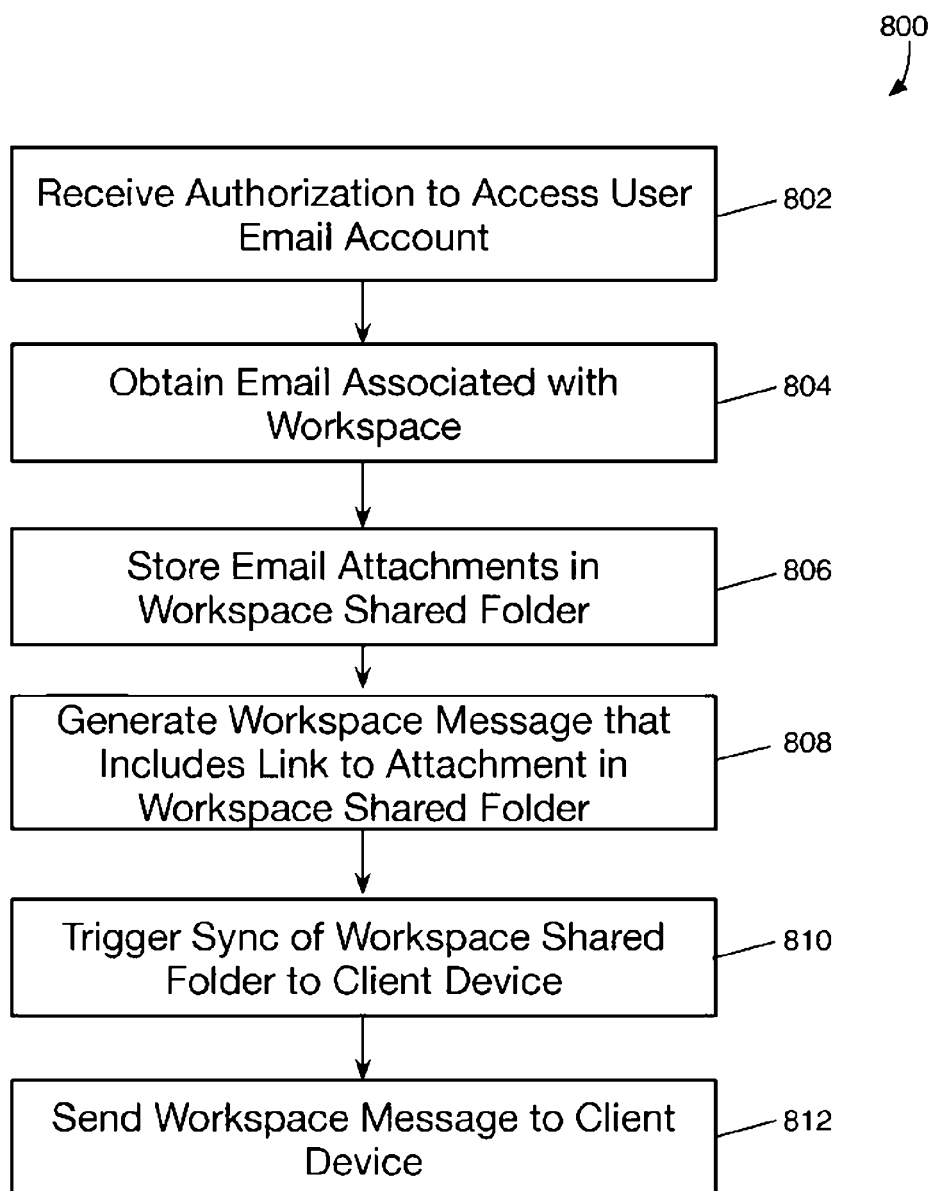 800
Receive Authorization to Access User
Email Account
802
Obtain Email Associated with
Workspace
804
Store Email Attachments in
Workspace Shared Folder
806
Generate Workspace Message that
Includes Link to Attachment in
Workspace Shared Folder
808
Trigger Sync of Workspace Shared
Folder to Client Device
810
Send Workspace Message to Client
Device
812